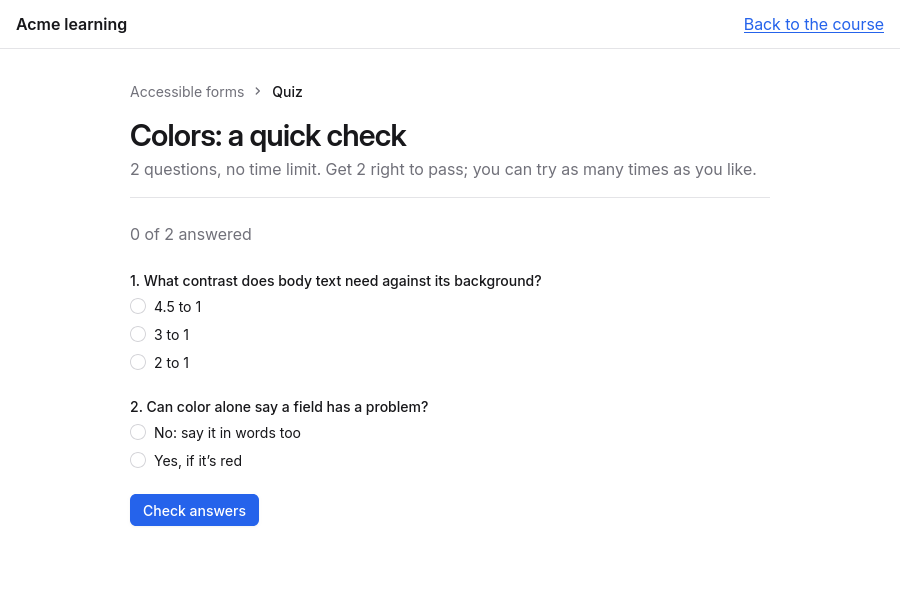 Acme learning
Back to the course
Accessible forms > Quiz
Colors: a quick check
2 questions, no time limit. Get 2 right to pass; you can try as many times as you like.
0 of 2 answered
1. What contrast does body text need against its background?
4.5 to 1
3 to 1
2 to 1
2. Can color alone say a field has a problem?
No: say it in words too
Yes, if it’s red
Check answers